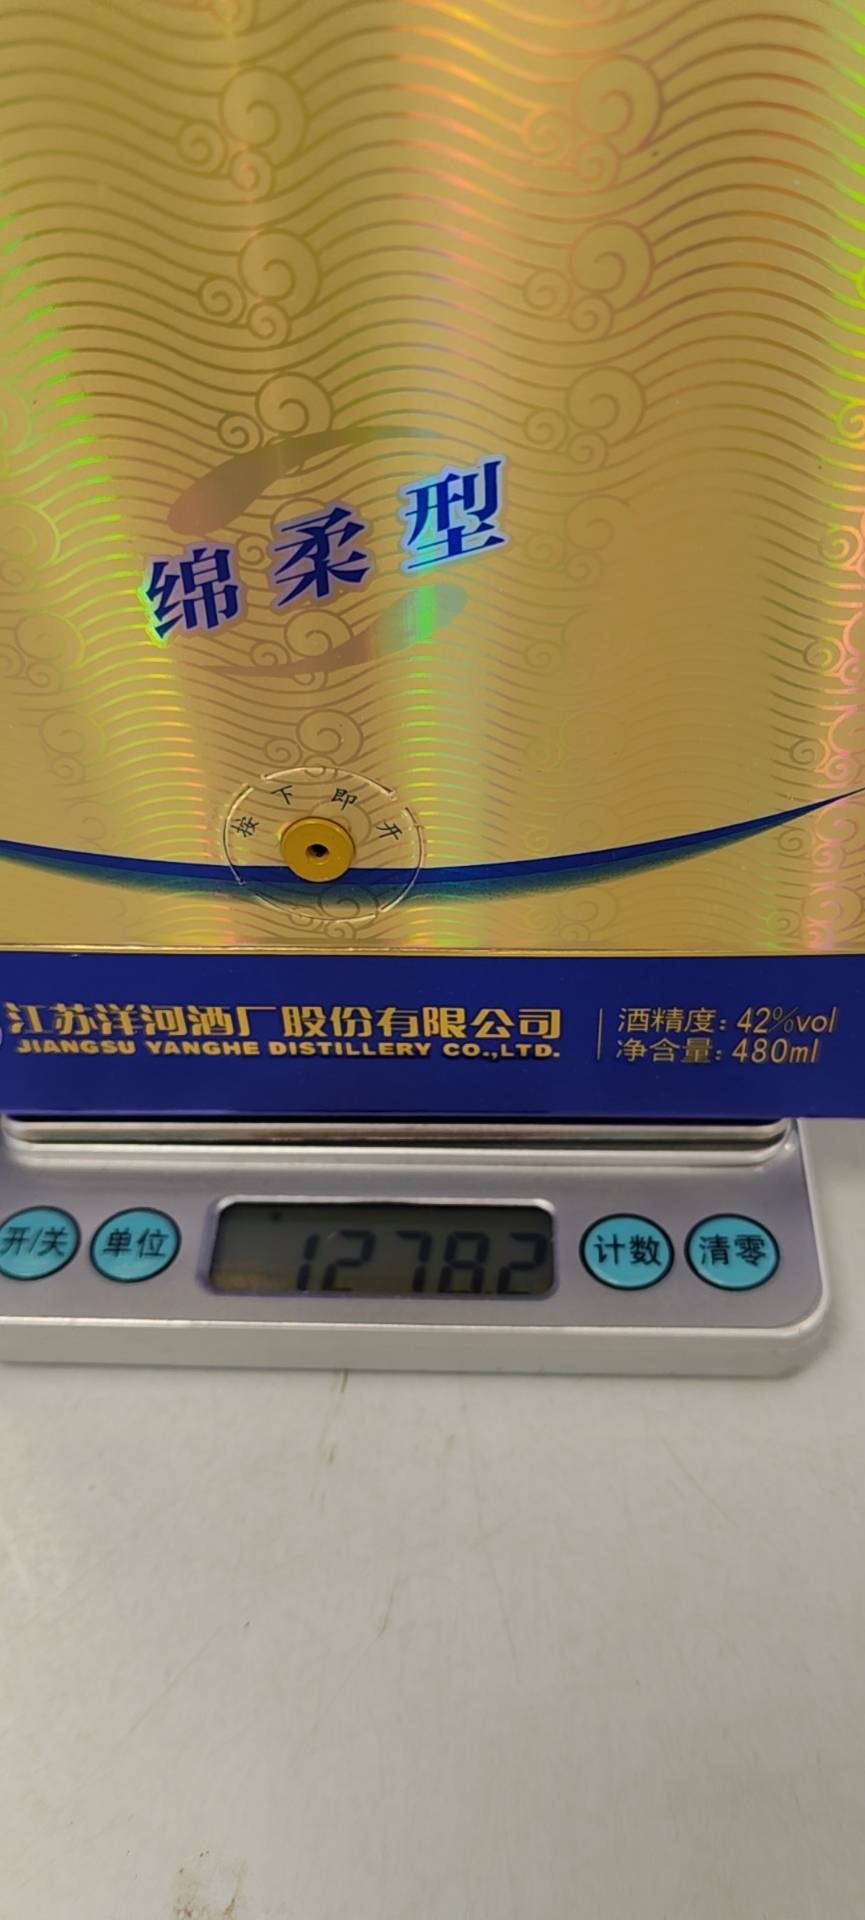 绵柔型
按下即开
江苏洋河酒厂股份有限公司
JIANGSU YANGHE DISTILLERY CO.,LTD.
酒精度: 42%vol
净含量: 480ml
开/关
单位
1278.2
计数
清零